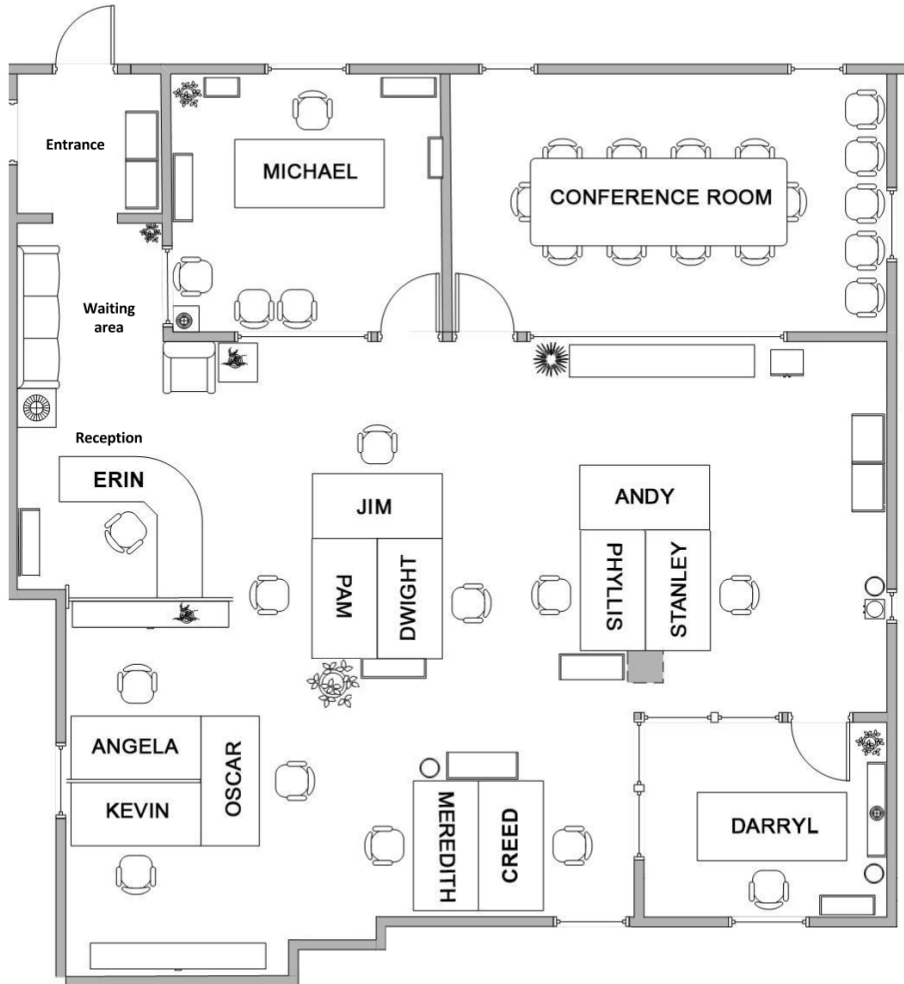 Entrance
MICHAEL
CONFERENCE ROOM
Waiting
area
Reception
ERIN
JIM
ANDY
PAM
DWIGHT
PHYLLIS
STANLEY
ANGELA
OSCAR
KEVIN
MEREDITH
CREED
DARRYL